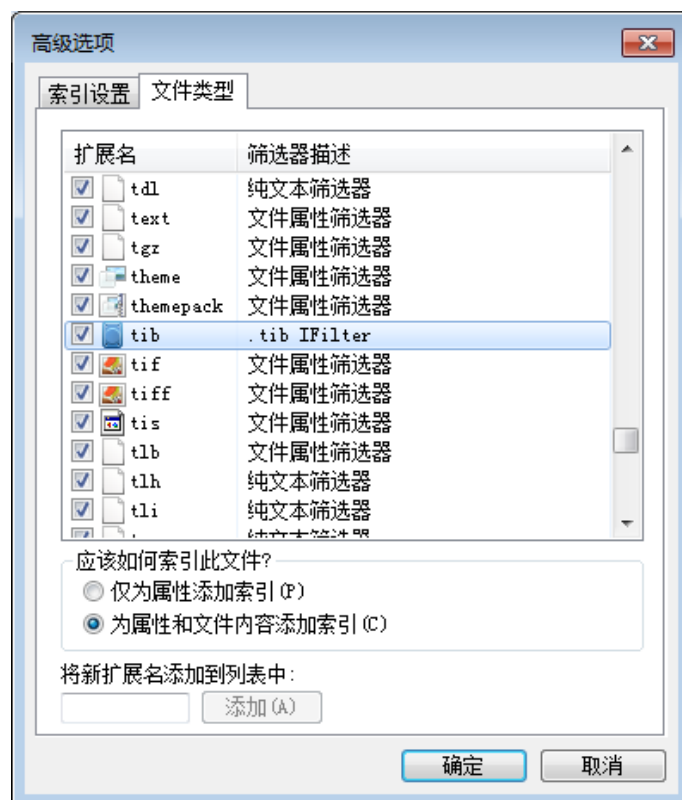 高级选项
索引设置 文件类型
扩展名 筛选器描述
tdl 纯文本筛选器
text 文件属性筛选器
tgz 文件属性筛选器
theme 文件属性筛选器
themepack 文件属性筛选器
tib .tib IFilter
tif 文件属性筛选器
tiff 文件属性筛选器
tis 文件属性筛选器
tlb 文件属性筛选器
tlh 纯文本筛选器
tli 纯文本筛选器
应该如何索引此文件?
仅为属性添加索引(P)
为属性和文件内容添加索引(C)
将新扩展名添加到列表中:
添加(A)
确定 取消